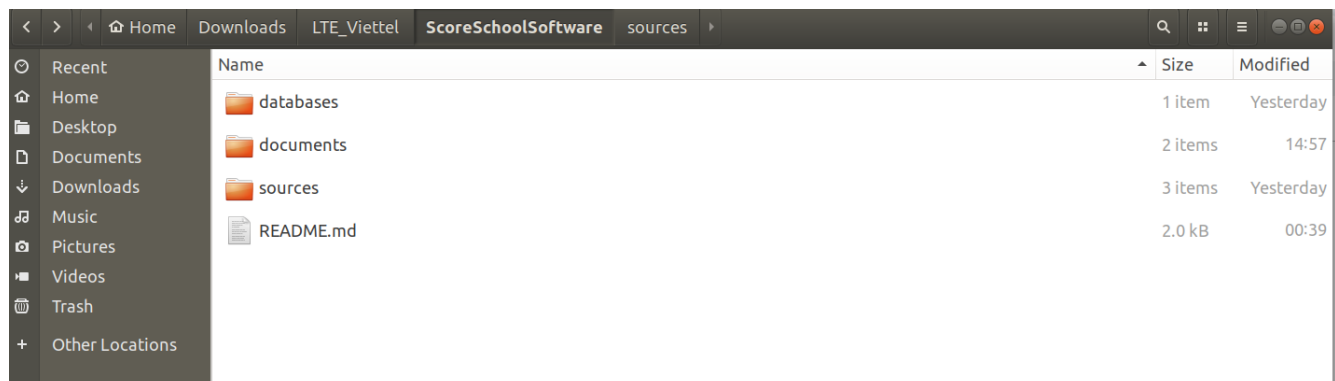 Home Downloads LTE_Viettel ScoreSchoolSoftware sources
Recent
Home
Desktop
Documents
Downloads
Music
Pictures
Videos
Trash
Other Locations
Name Size Modified
databases 1 item Yesterday
documents 2 items 14:57
sources 3 items Yesterday
README.md 2.0 kB 00:39